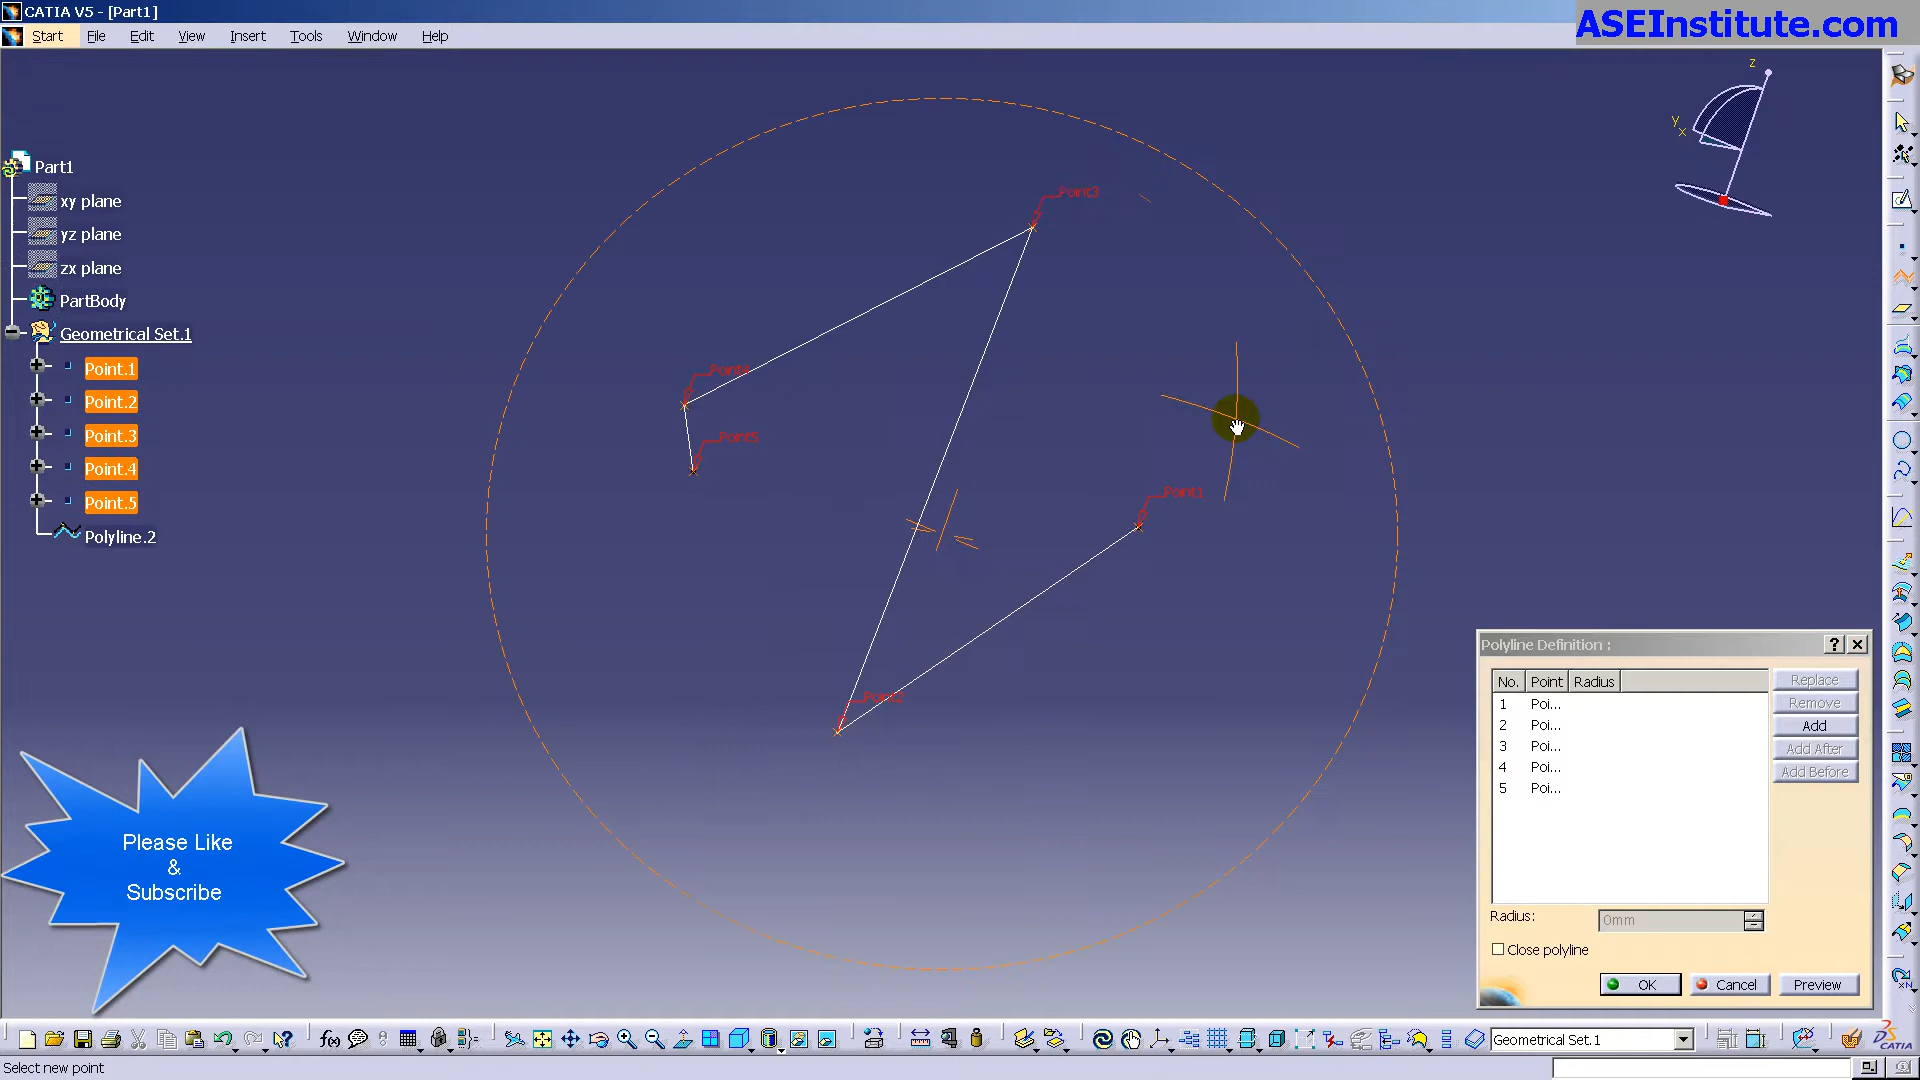 CATIA V5 - [Part1]
ASEInstitute.com
Start File Edit View Insert Tools Window Help
z
y
x
Part1
xy plane
yz plane
zx plane
PartBody
Geometrical Set.1
Point.1
Point.2
Point.3
Point.4
Point.5
Polyline.2
Point3
Point4
Point5
Point1
Point2
Please Like
&
Subscribe
Polyline Definition :
No. Point Radius
1 Poi...
2 Poi...
3 Poi...
4 Poi...
5 Poi...
Replace
Remove
Add
Add After
Add Before
Radius: 0mm
Close polyline
OK Cancel Preview
f(x)
Geometrical Set.1
CATIA
Select new point